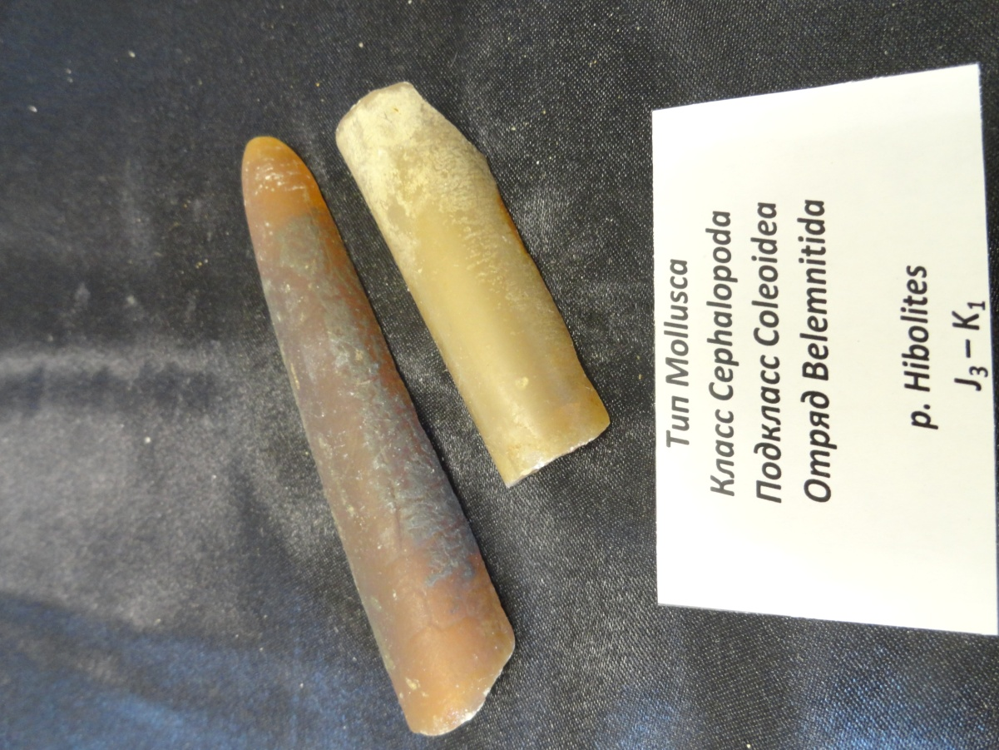 Тип Mollusca
Класс Cephalopoda
Подкласс Coleoidea
Отряд Belemnitida
р. Hibolites
J₃ – K₁